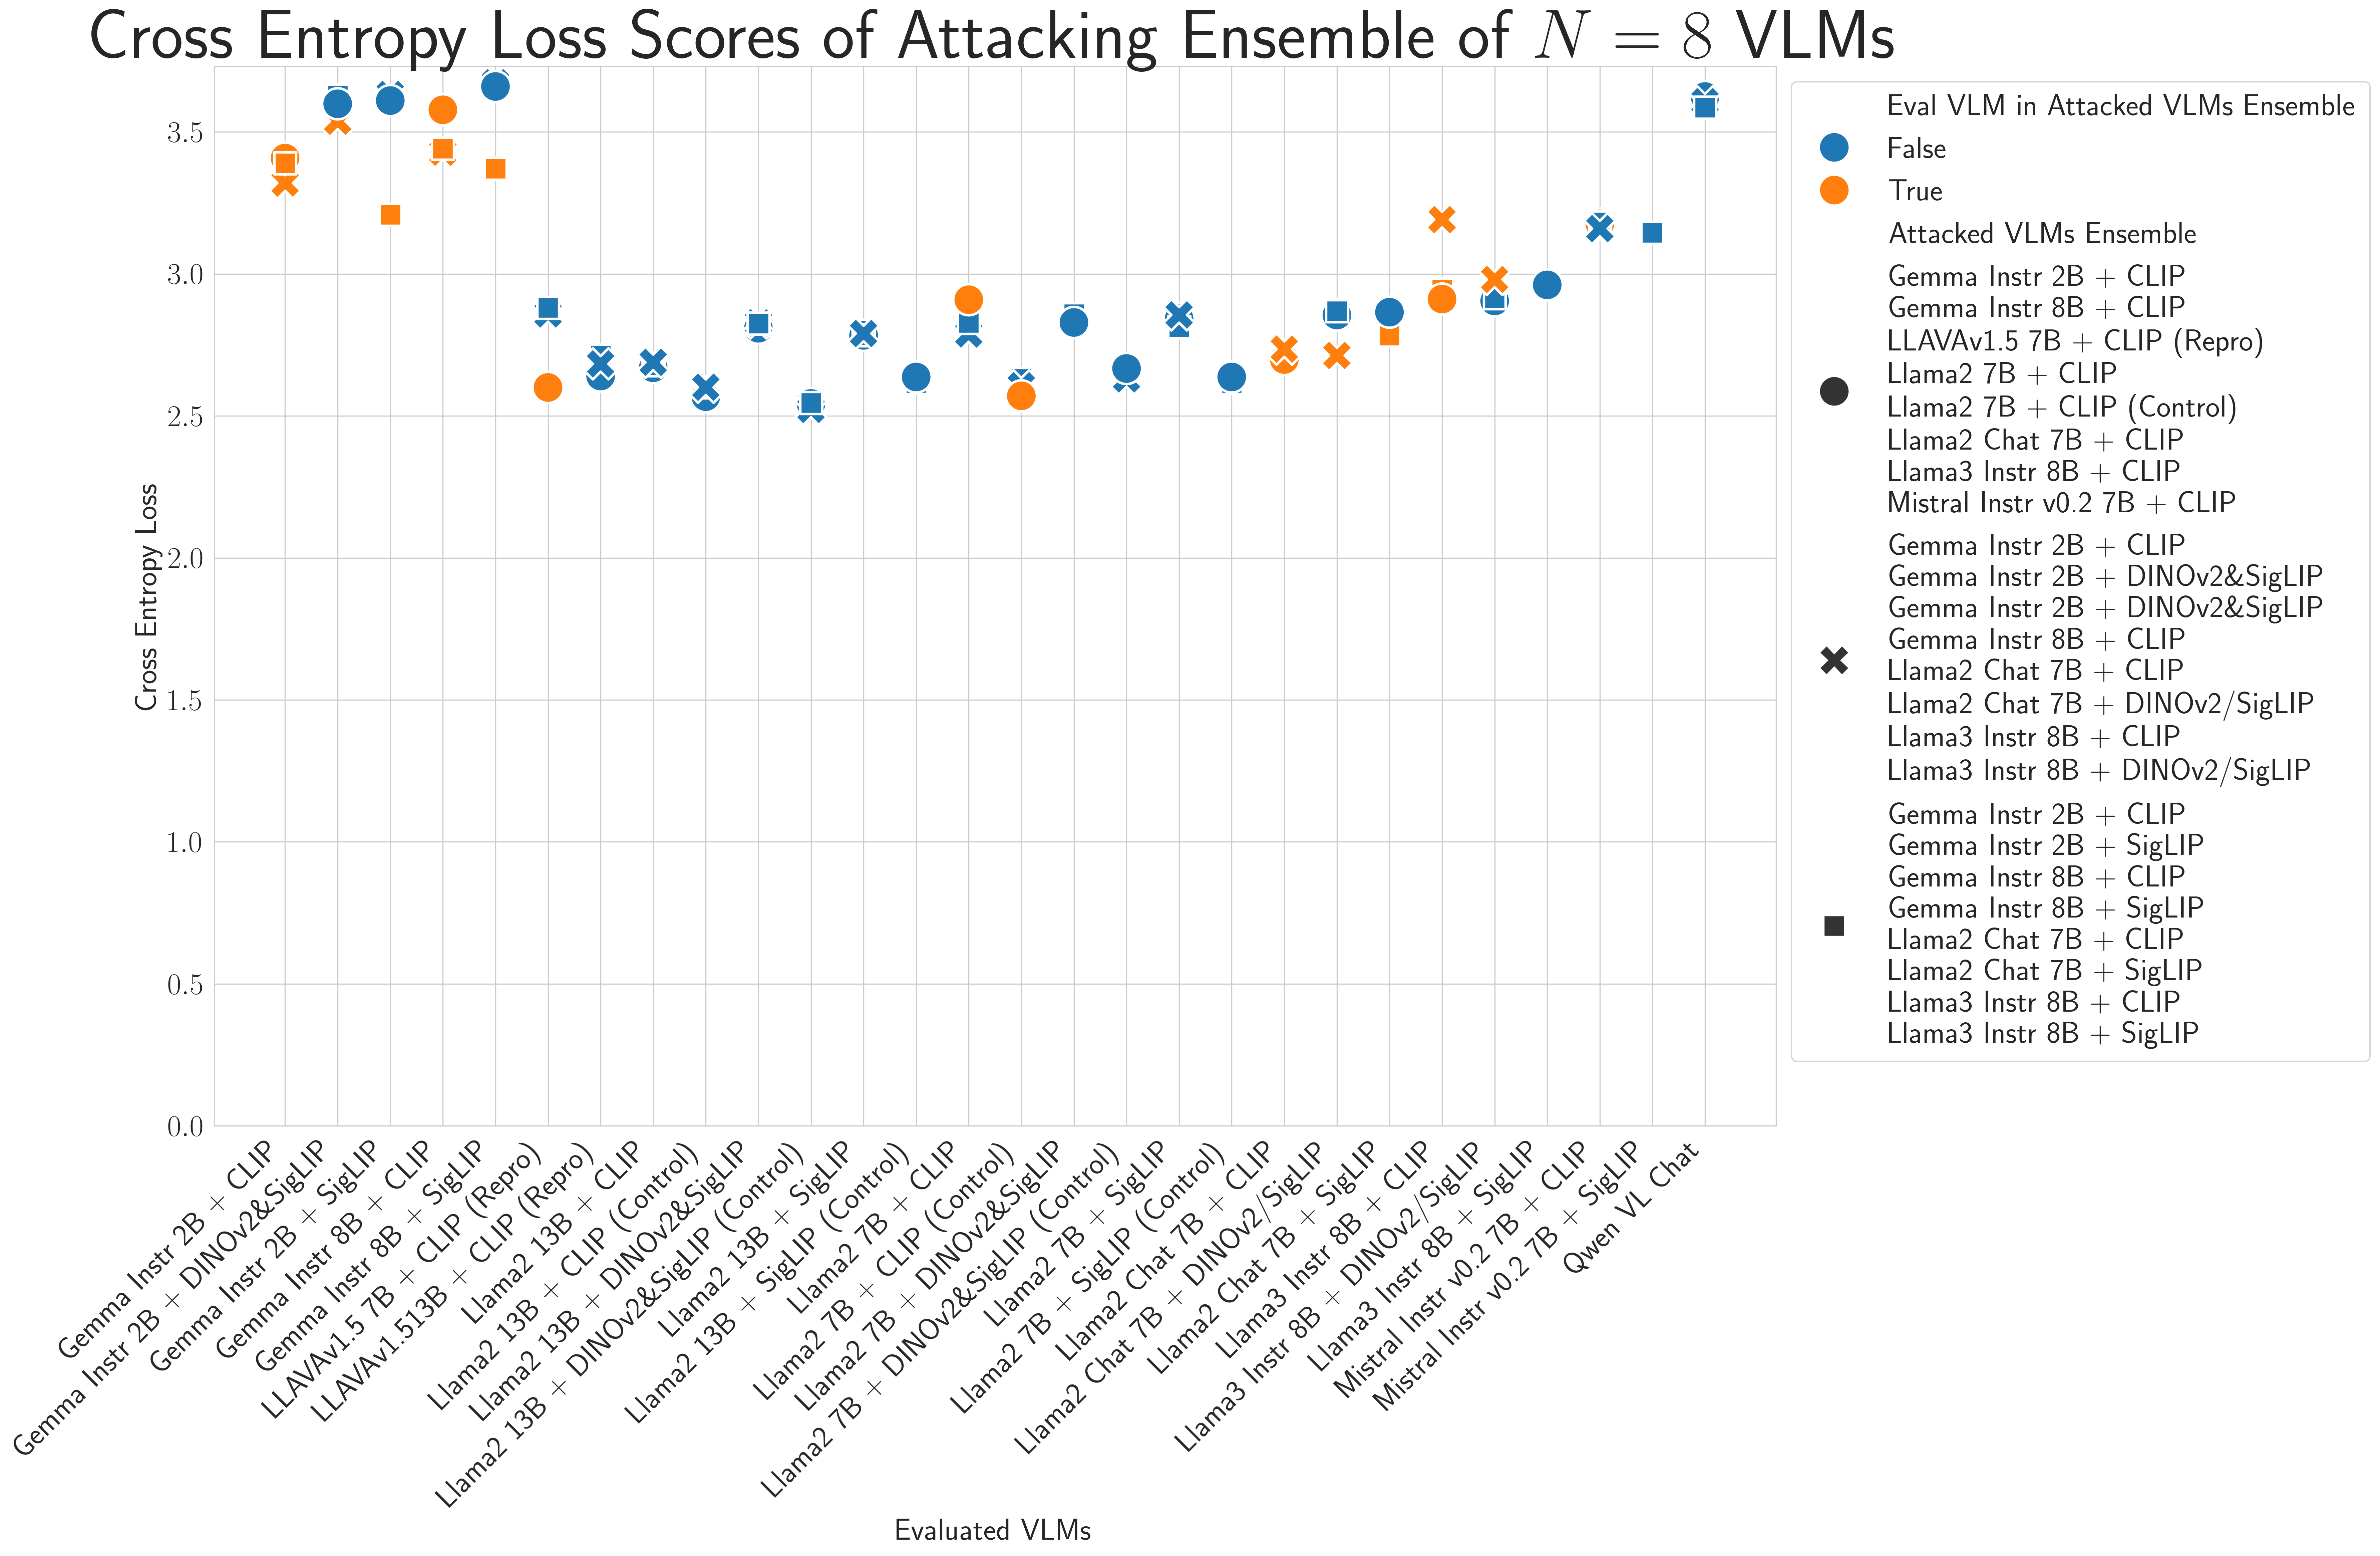 Cross Entropy Loss Scores of Attacking Ensemble of N = 8 VLMs
Cross Entropy Loss
3.5
3.0
2.5
2.0
1.5
1.0
0.5
0.0
Gemma Instr 2B + CLIP
Gemma Instr 2B + DINOv2&SigLIP
Gemma Instr 2B + SigLIP
Gemma Instr 8B + CLIP
Gemma Instr 8B + SigLIP
LLAVAv1.5 7B + CLIP (Repro)
LLAVAv1.513B + CLIP (Repro)
Llama2 13B + CLIP
Llama2 13B + CLIP (Control)
Llama2 13B + DINOv2&SigLIP
Llama2 13B + DINOv2&SigLIP (Control)
Llama2 13B + SigLIP
Llama2 13B + SigLIP (Control)
Llama2 7B + CLIP
Llama2 7B + CLIP (Control)
Llama2 7B + DINOv2&SigLIP
Llama2 7B + DINOv2&SigLIP (Control)
Llama2 7B + SigLIP
Llama2 7B + SigLIP (Control)
Llama2 Chat 7B + CLIP
Llama2 Chat 7B + DINOv2/SigLIP
Llama2 Chat 7B + SigLIP
Llama3 Instr 8B + CLIP
Llama3 Instr 8B + DINOv2/SigLIP
Llama3 Instr 8B + SigLIP
Mistral Instr v0.2 7B + CLIP
Mistral Instr v0.2 7B + SigLIP
Qwen VL Chat
Evaluated VLMs
Eval VLM in Attacked VLMs Ensemble
False
True
Attacked VLMs Ensemble
Gemma Instr 2B + CLIP
Gemma Instr 8B + CLIP
LLAVAv1.5 7B + CLIP (Repro)
Llama2 7B + CLIP
Llama2 7B + CLIP (Control)
Llama2 Chat 7B + CLIP
Llama3 Instr 8B + CLIP
Mistral Instr v0.2 7B + CLIP
Gemma Instr 2B + CLIP
Gemma Instr 2B + DINOv2&SigLIP
Gemma Instr 2B + DINOv2&SigLIP
Gemma Instr 8B + CLIP
Llama2 Chat 7B + CLIP
Llama2 Chat 7B + DINOv2/SigLIP
Llama3 Instr 8B + CLIP
Llama3 Instr 8B + DINOv2/SigLIP
Gemma Instr 2B + CLIP
Gemma Instr 2B + SigLIP
Gemma Instr 8B + CLIP
Gemma Instr 8B + SigLIP
Llama2 Chat 7B + CLIP
Llama2 Chat 7B + SigLIP
Llama3 Instr 8B + CLIP
Llama3 Instr 8B + SigLIP